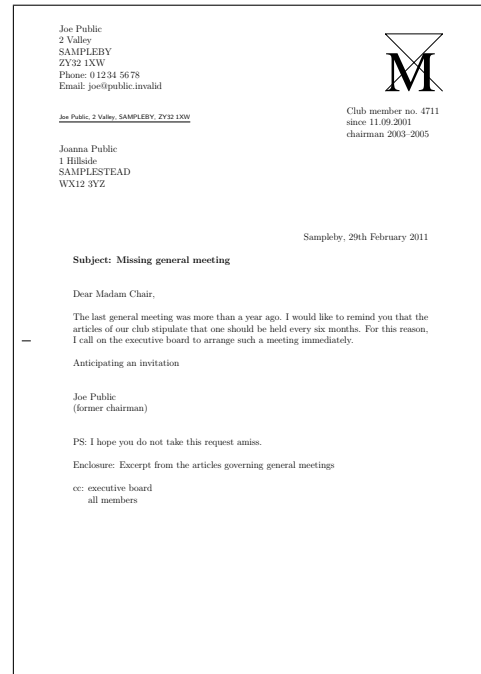 Joe Public
2 Valley
SAMPLEBY
ZY32 1XW
Phone: 0 12 34 56 78
Email: joe@public.invalid
M
Joe Public, 2 Valley, SAMPLEBY, ZY32 1XW
Club member no. 4711
since 11.09.2001
chairman 2003–2005
Joanna Public
1 Hillside
SAMPLESTEAD
WX12 3YZ
Sampleby, 29th February 2011
Subject: Missing general meeting
Dear Madam Chair,
The last general meeting was more than a year ago. I would like to remind you that the
articles of our club stipulate that one should be held every six months. For this reason,
I call on the executive board to arrange such a meeting immediately.
Anticipating an invitation
Joe Public
(former chairman)
PS: I hope you do not take this request amiss.
Enclosure: Excerpt from the articles governing general meetings
cc: executive board
all members